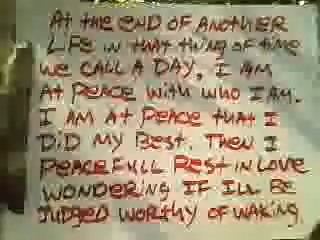 At the END OF ANOTHER
LiFe in that thing of time
we CALL A DAY, I AM
At Peace with who I AM.
I AM At Peace that I
DiD MY Best. Then I
PEACEFULL Rest in Love
WONDERING IF I'LL BE
JUDGED WORTHY OF WAKING.